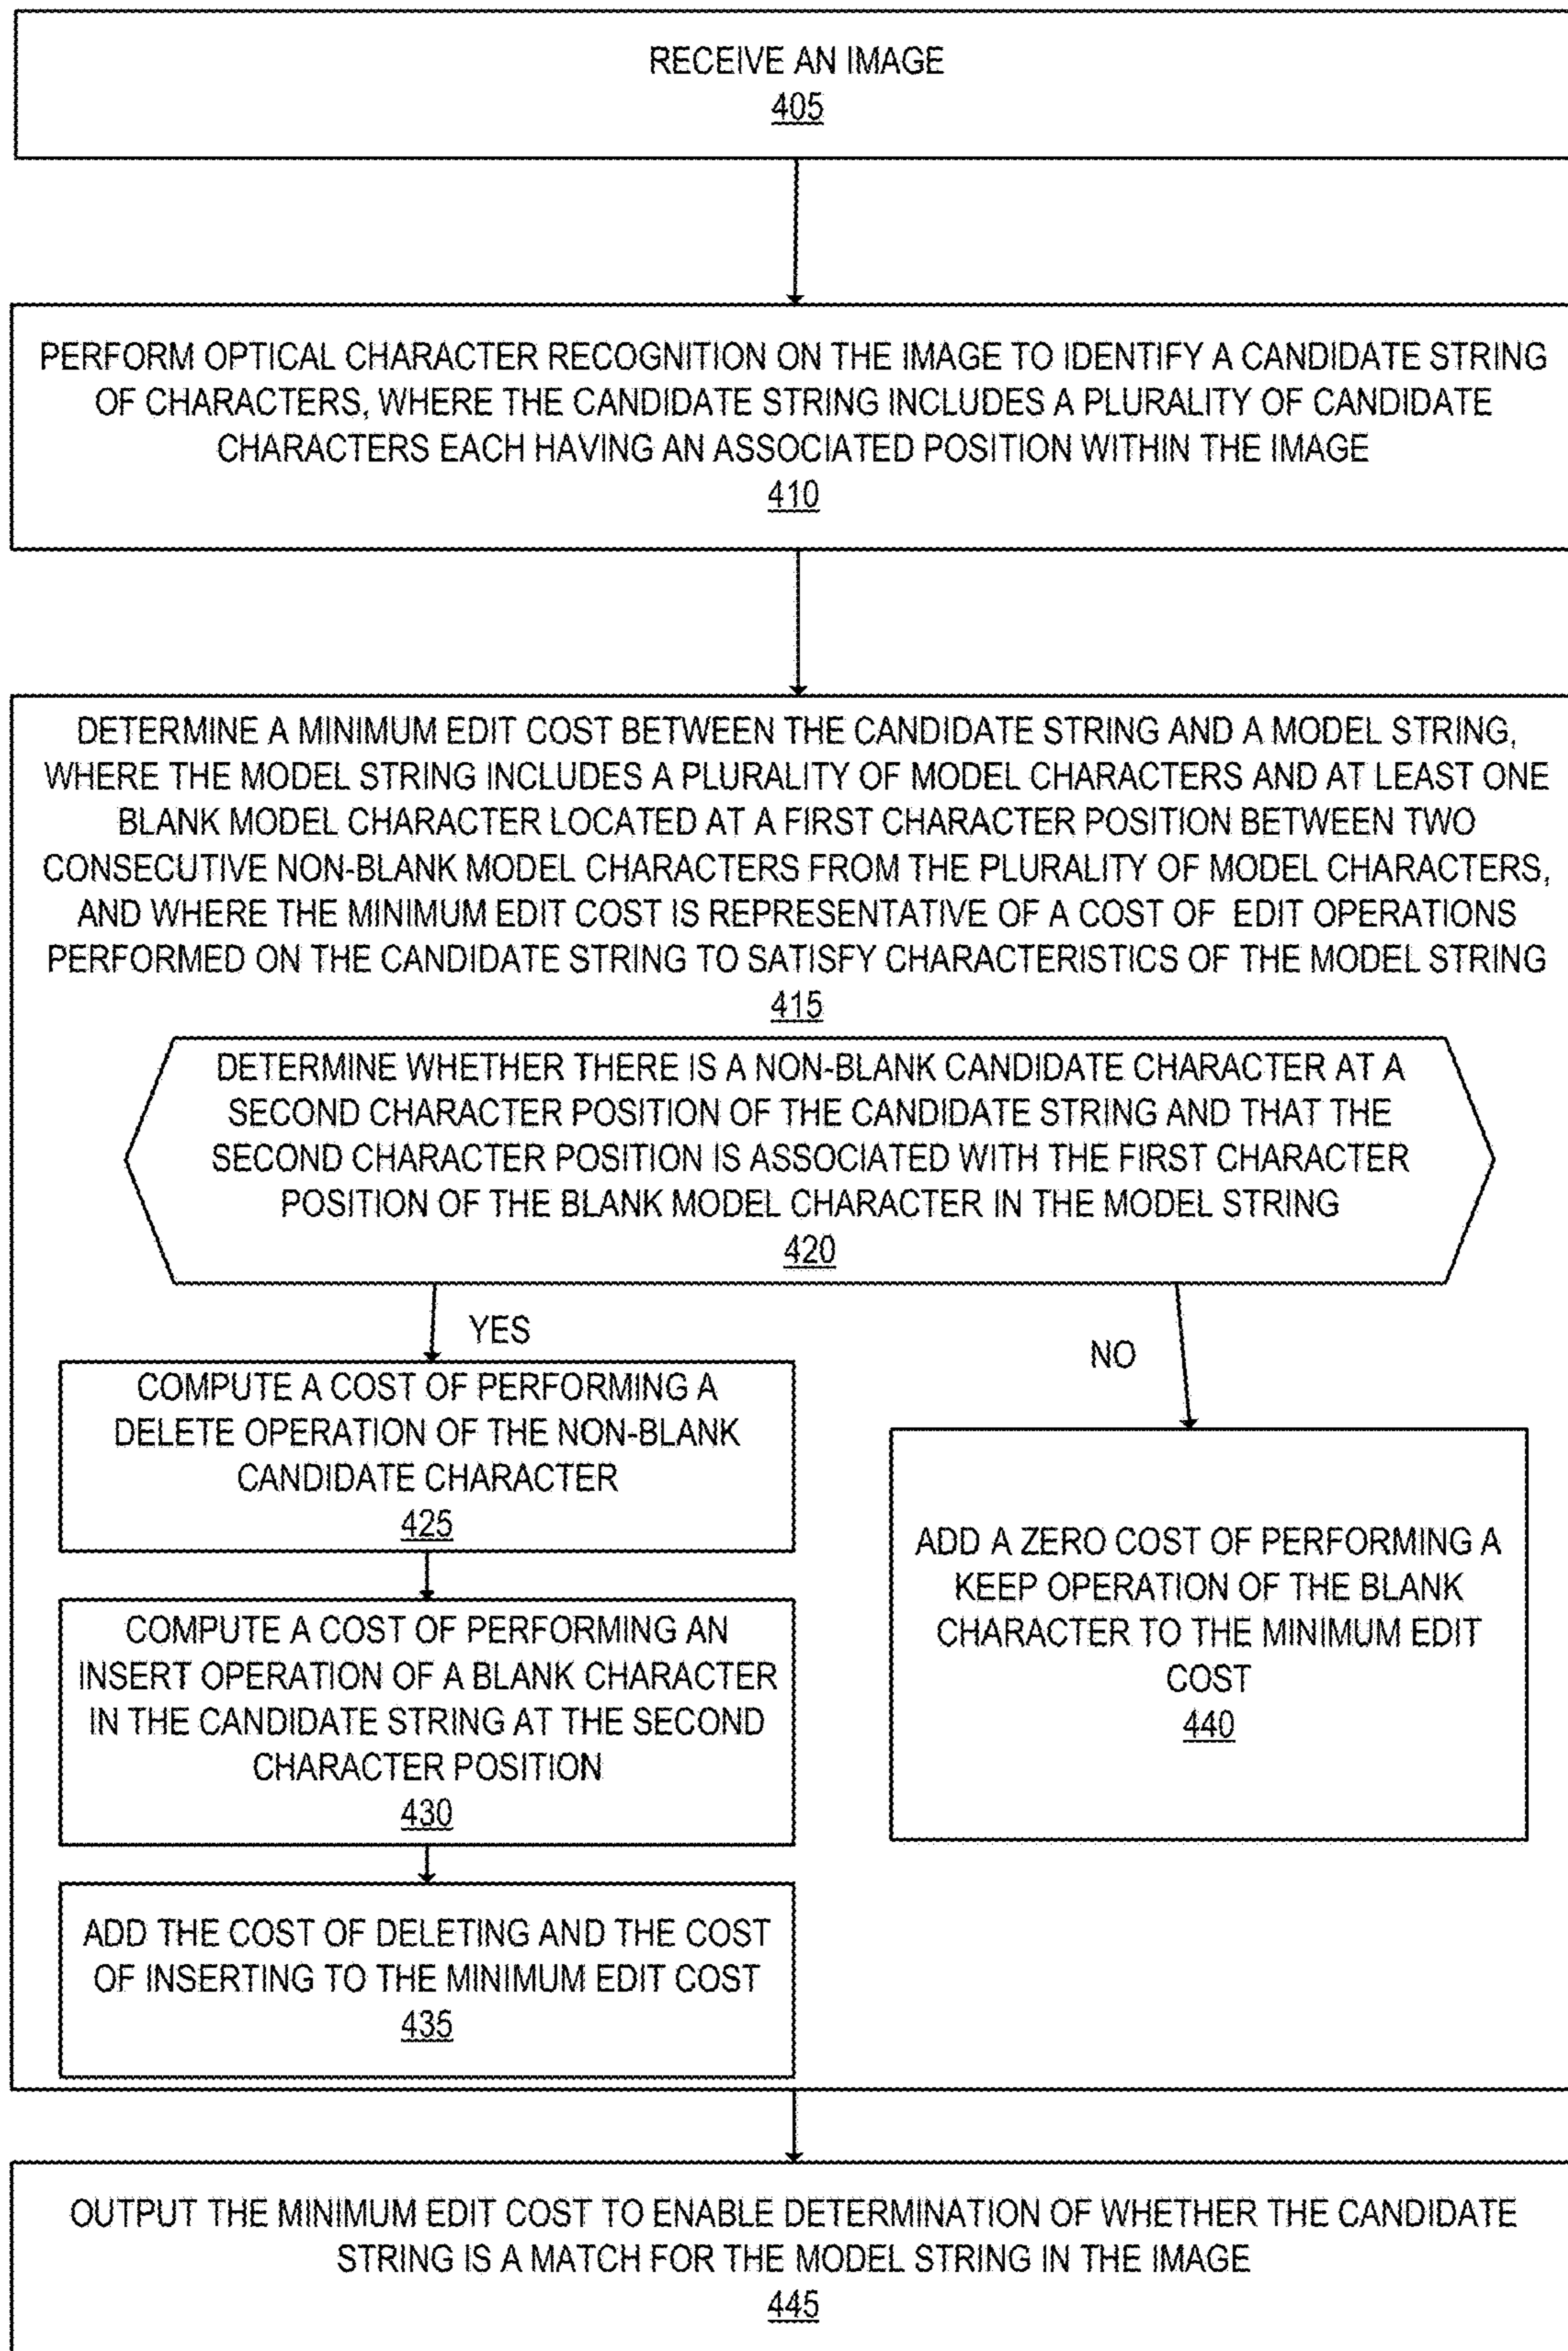 RECEIVE AN IMAGE
405
PERFORM OPTICAL CHARACTER RECOGNITION ON THE IMAGE TO IDENTIFY A CANDIDATE STRING
OF CHARACTERS, WHERE THE CANDIDATE STRING INCLUDES A PLURALITY OF CANDIDATE
CHARACTERS EACH HAVING AN ASSOCIATED POSITION WITHIN THE IMAGE
410
DETERMINE A MINIMUM EDIT COST BETWEEN THE CANDIDATE STRING AND A MODEL STRING,
WHERE THE MODEL STRING INCLUDES A PLURALITY OF MODEL CHARACTERS AND AT LEAST ONE
BLANK MODEL CHARACTER LOCATED AT A FIRST CHARACTER POSITION BETWEEN TWO
CONSECUTIVE NON-BLANK MODEL CHARACTERS FROM THE PLURALITY OF MODEL CHARACTERS,
AND WHERE THE MINIMUM EDIT COST IS REPRESENTATIVE OF A COST OF EDIT OPERATIONS
PERFORMED ON THE CANDIDATE STRING TO SATISFY CHARACTERISTICS OF THE MODEL STRING
415
DETERMINE WHETHER THERE IS A NON-BLANK CANDIDATE CHARACTER AT A
SECOND CHARACTER POSITION OF THE CANDIDATE STRING AND THAT THE
SECOND CHARACTER POSITION IS ASSOCIATED WITH THE FIRST CHARACTER
POSITION OF THE BLANK MODEL CHARACTER IN THE MODEL STRING
420
YES
NO
COMPUTE A COST OF PERFORMING A
DELETE OPERATION OF THE NON-BLANK
CANDIDATE CHARACTER
425
COMPUTE A COST OF PERFORMING AN
INSERT OPERATION OF A BLANK CHARACTER
IN THE CANDIDATE STRING AT THE SECOND
CHARACTER POSITION
430
ADD THE COST OF DELETING AND THE COST
OF INSERTING TO THE MINIMUM EDIT COST
435
ADD A ZERO COST OF PERFORMING A
KEEP OPERATION OF THE BLANK
CHARACTER TO THE MINIMUM EDIT
COST
440
OUTPUT THE MINIMUM EDIT COST TO ENABLE DETERMINATION OF WHETHER THE CANDIDATE
STRING IS A MATCH FOR THE MODEL STRING IN THE IMAGE
445